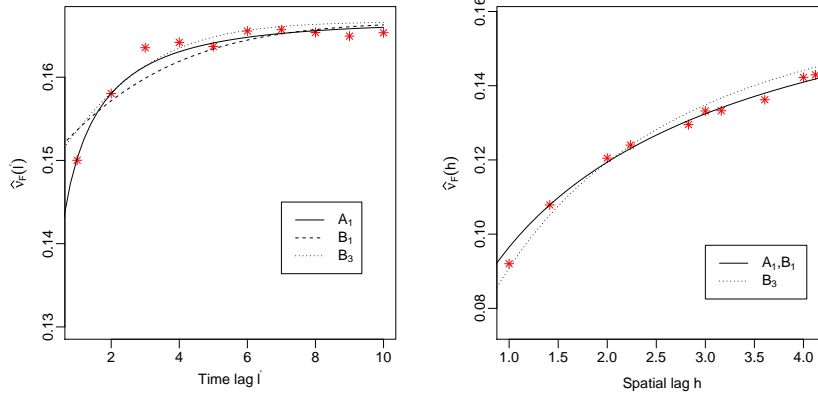 0.13 0.14 0.15 0.16
ν̂F(l')
2 4 6 8 10
Time lag l'
A1
B1
B3
0.08 0.10 0.12 0.14 0.16
ν̂F(h)
1.0 1.5 2.0 2.5 3.0 3.5 4.0
Spatial lag h
A1,B1
B3